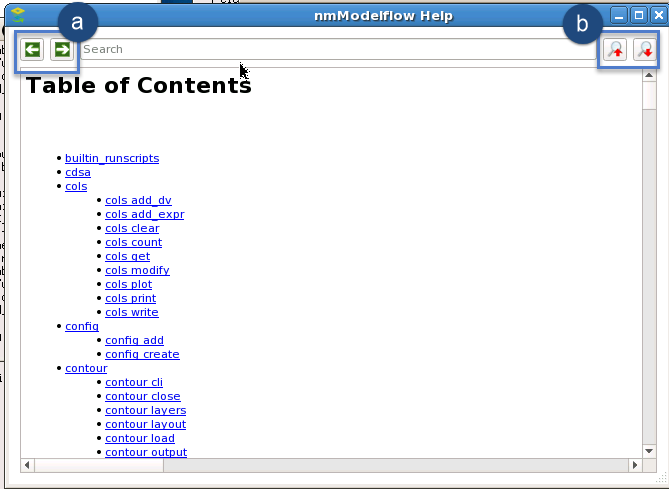 nmModelflow Help
a
b
Search
Table of Contents
builtin_runscripts
cdsa
cols
cols add_dv
cols add_expr
cols clear
cols count
cols get
cols modify
cols plot
cols print
cols write
config
config add
config create
contour
contour cli
contour close
contour layers
contour layout
contour load
contour output